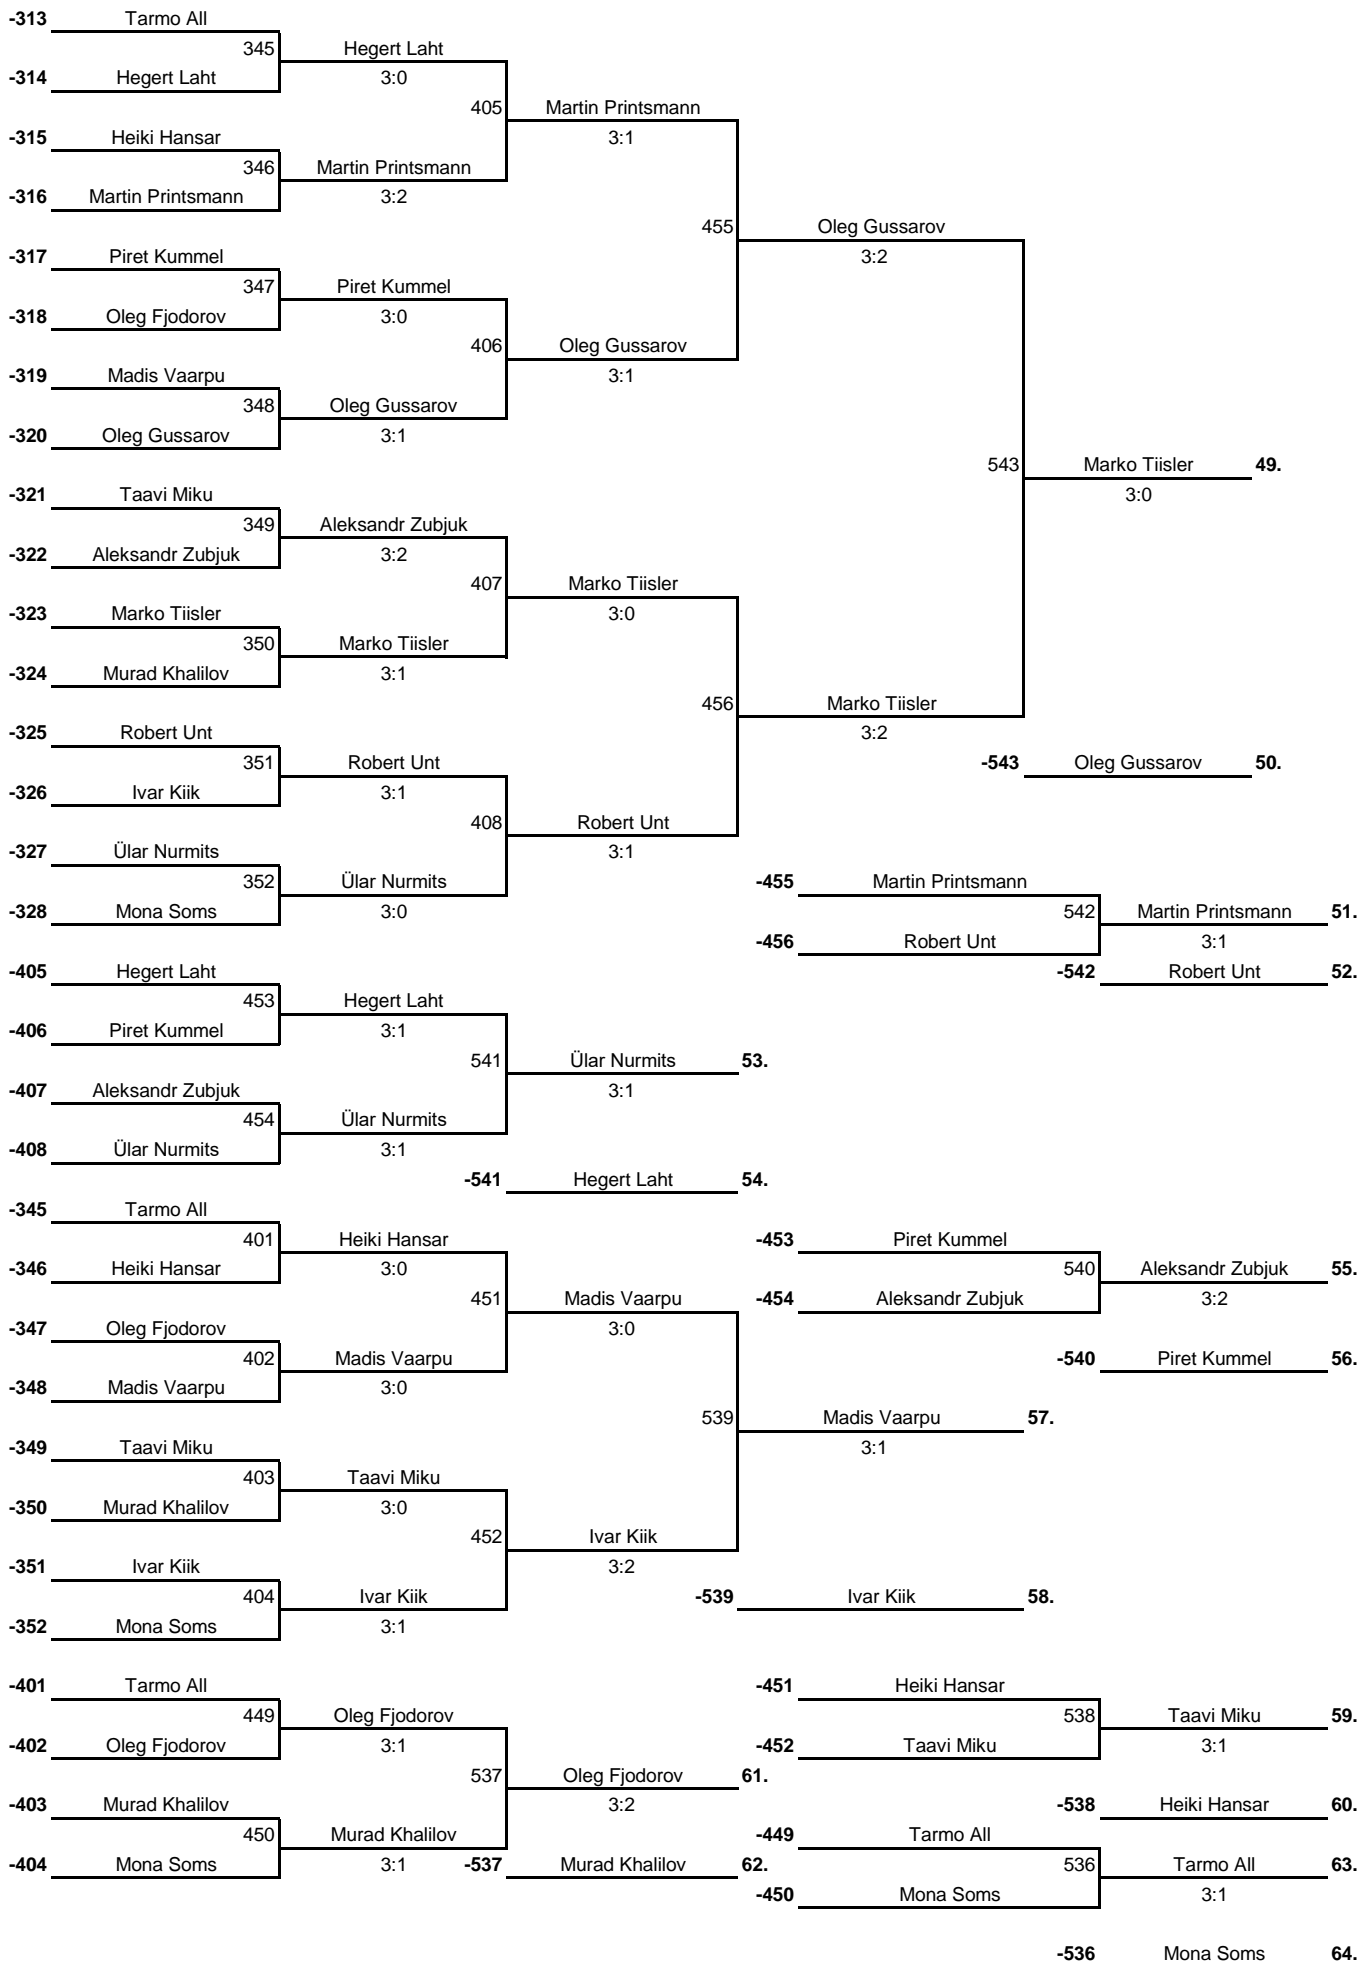 -313 Tarmo All
345 Hegert Laht
-314 Hegert Laht 3:0
405 Martin Printsmann
-315 Heiki Hansar 3:1
346 Martin Printsmann
-316 Martin Printsmann 3:2
455 Oleg Gussarov
-317 Piret Kummel 3:2
347 Piret Kummel
-318 Oleg Fjodorov 3:0
406 Oleg Gussarov
-319 Madis Vaarpu 3:1
348 Oleg Gussarov
-320 Oleg Gussarov 3:1
543 Marko Tiisler 49.
-321 Taavi Miku 3:0
349 Aleksandr Zubjuk
-322 Aleksandr Zubjuk 3:2
407 Marko Tiisler
-323 Marko Tiisler 3:0
350 Marko Tiisler
-324 Murad Khalilov 3:1
456 Marko Tiisler
-325 Robert Unt 3:2
351 Robert Unt -543 Oleg Gussarov 50.
-326 Ivar Kiik 3:1
408 Robert Unt
-327 Ülar Nurmits 3:1
352 Ülar Nurmits -455 Martin Printsmann
-328 Mona Soms 3:0 542 Martin Printsmann 51.
-456 Robert Unt 3:1
-405 Hegert Laht -542 Robert Unt 52.
453 Hegert Laht
-406 Piret Kummel 3:1
541 Ülar Nurmits 53.
-407 Aleksandr Zubjuk 3:1
454 Ülar Nurmits
-408 Ülar Nurmits 3:1
-541 Hegert Laht 54.
-345 Tarmo All
401 Heiki Hansar -453 Piret Kummel
-346 Heiki Hansar 3:0 540 Aleksandr Zubjuk 55.
451 Madis Vaarpu -454 Aleksandr Zubjuk 3:2
-347 Oleg Fjodorov 3:0
402 Madis Vaarpu -540 Piret Kummel 56.
-348 Madis Vaarpu 3:0
539 Madis Vaarpu 57.
-349 Taavi Miku 3:1
403 Taavi Miku
-350 Murad Khalilov 3:0
452 Ivar Kiik
-351 Ivar Kiik 3:2
404 Ivar Kiik -539 Ivar Kiik 58.
-352 Mona Soms 3:1
-401 Tarmo All -451 Heiki Hansar
449 Oleg Fjodorov 538 Taavi Miku 59.
-402 Oleg Fjodorov 3:1 -452 Taavi Miku 3:1
537 Oleg Fjodorov 61.
-403 Murad Khalilov 3:2 -538 Heiki Hansar 60.
450 Murad Khalilov -449 Tarmo All
-404 Mona Soms 3:1 -537 Murad Khalilov 62. 536 Tarmo All 63.
-450 Mona Soms 3:1
-536 Mona Soms 64.